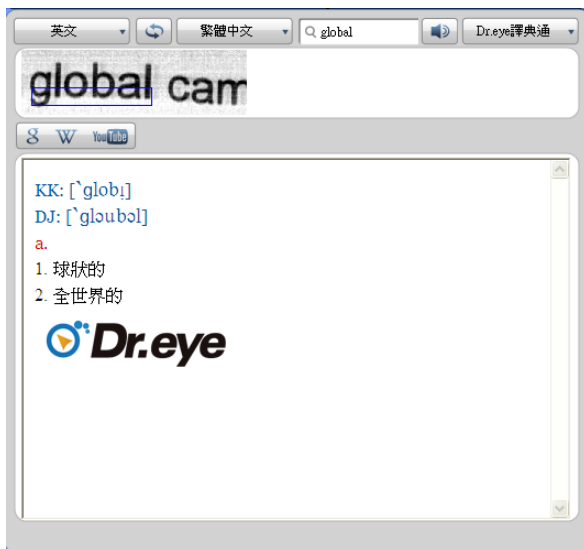 英文 繁體中文 global Dr.eye譯典通
global cam
g W YouTube
KK: [ˋglobḷ]
DJ: [ˋgləubəl]
a.
1. 球狀的
2. 全世界的
Dr.eye